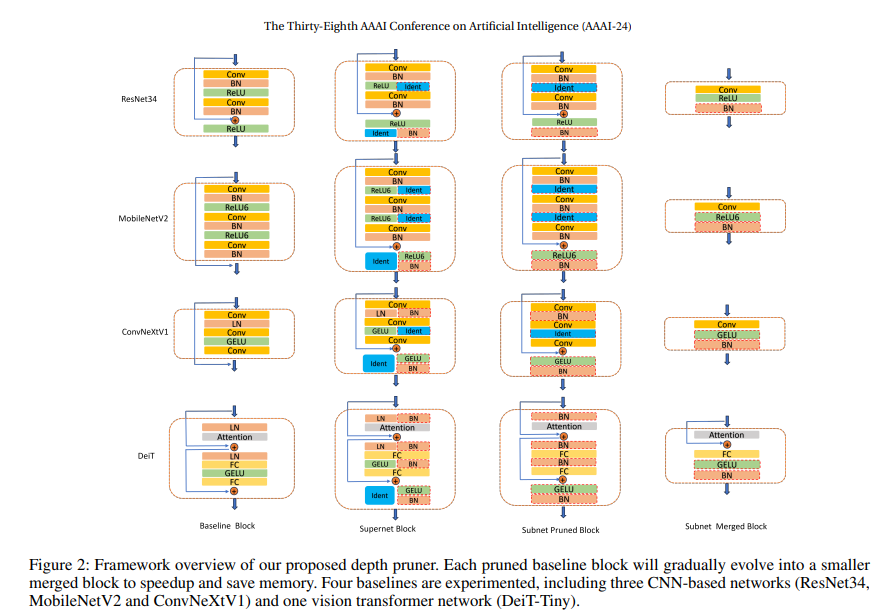 The Thirty-Eighth AAAI Conference on Artificial Intelligence (AAAI-24)
ResNet34
Conv
BN
ReLU
Conv
BN
ReLU
Conv
BN
ReLU Ident
Conv
BN
ReLU
Ident BN
Conv
BN
Ident
Conv
BN
ReLU
BN
Conv
ReLU
BN
MobileNetV2
Conv
BN
ReLU6
Conv
BN
ReLU6
Conv
BN
Conv
BN
ReLU6 Ident
Conv
BN
ReLU6 Ident
Conv
BN
Ident ReLU6
BN
Conv
BN
Ident
Conv
BN
Ident
Conv
BN
ReLU6
BN
Conv
ReLU6
BN
ConvNeXtV1
Conv
LN
Conv
GELU
Conv
Conv
LN BN
Conv
GELU Ident
Conv
Ident GELU
BN
Conv
BN
Conv
Ident
Conv
GELU
BN
Conv
GELU
BN
DeiT
LN
Attention
LN
FC
GELU
FC
LN BN
Attention
LN BN
FC
GELU BN
FC
Ident GELU
BN
BN
Attention
BN
FC
BN
FC
GELU
BN
Attention
FC
GELU
BN
Baseline Block
Supernet Block
Subnet Pruned Block
Subnet Merged Block
Figure 2: Framework overview of our proposed depth pruner. Each pruned baseline block will gradually evolve into a smaller
merged block to speedup and save memory. Four baselines are experimented, including three CNN-based networks (ResNet34,
MobileNetV2 and ConvNeXtV1) and one vision transformer network (DeiT-Tiny).